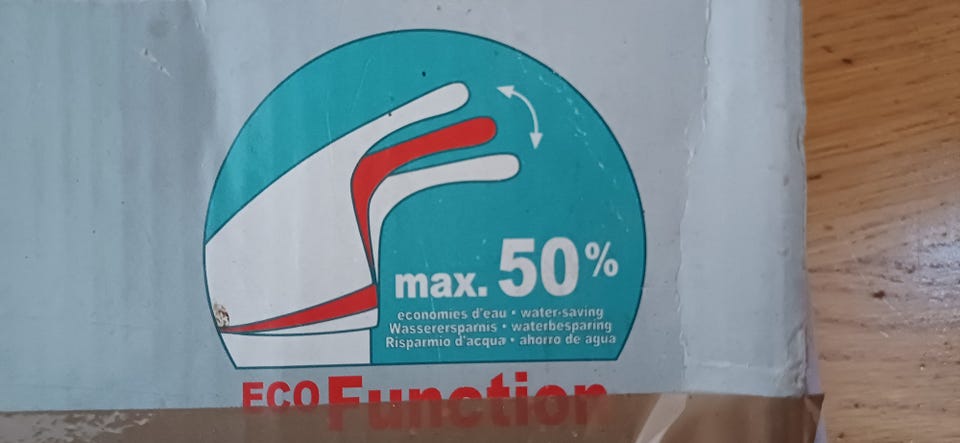 max. 50%
economies d'eau • water-saving
Wasserersparnis • waterbesparing
Risparmio d'acqua • ahorro de agua
ECO Function